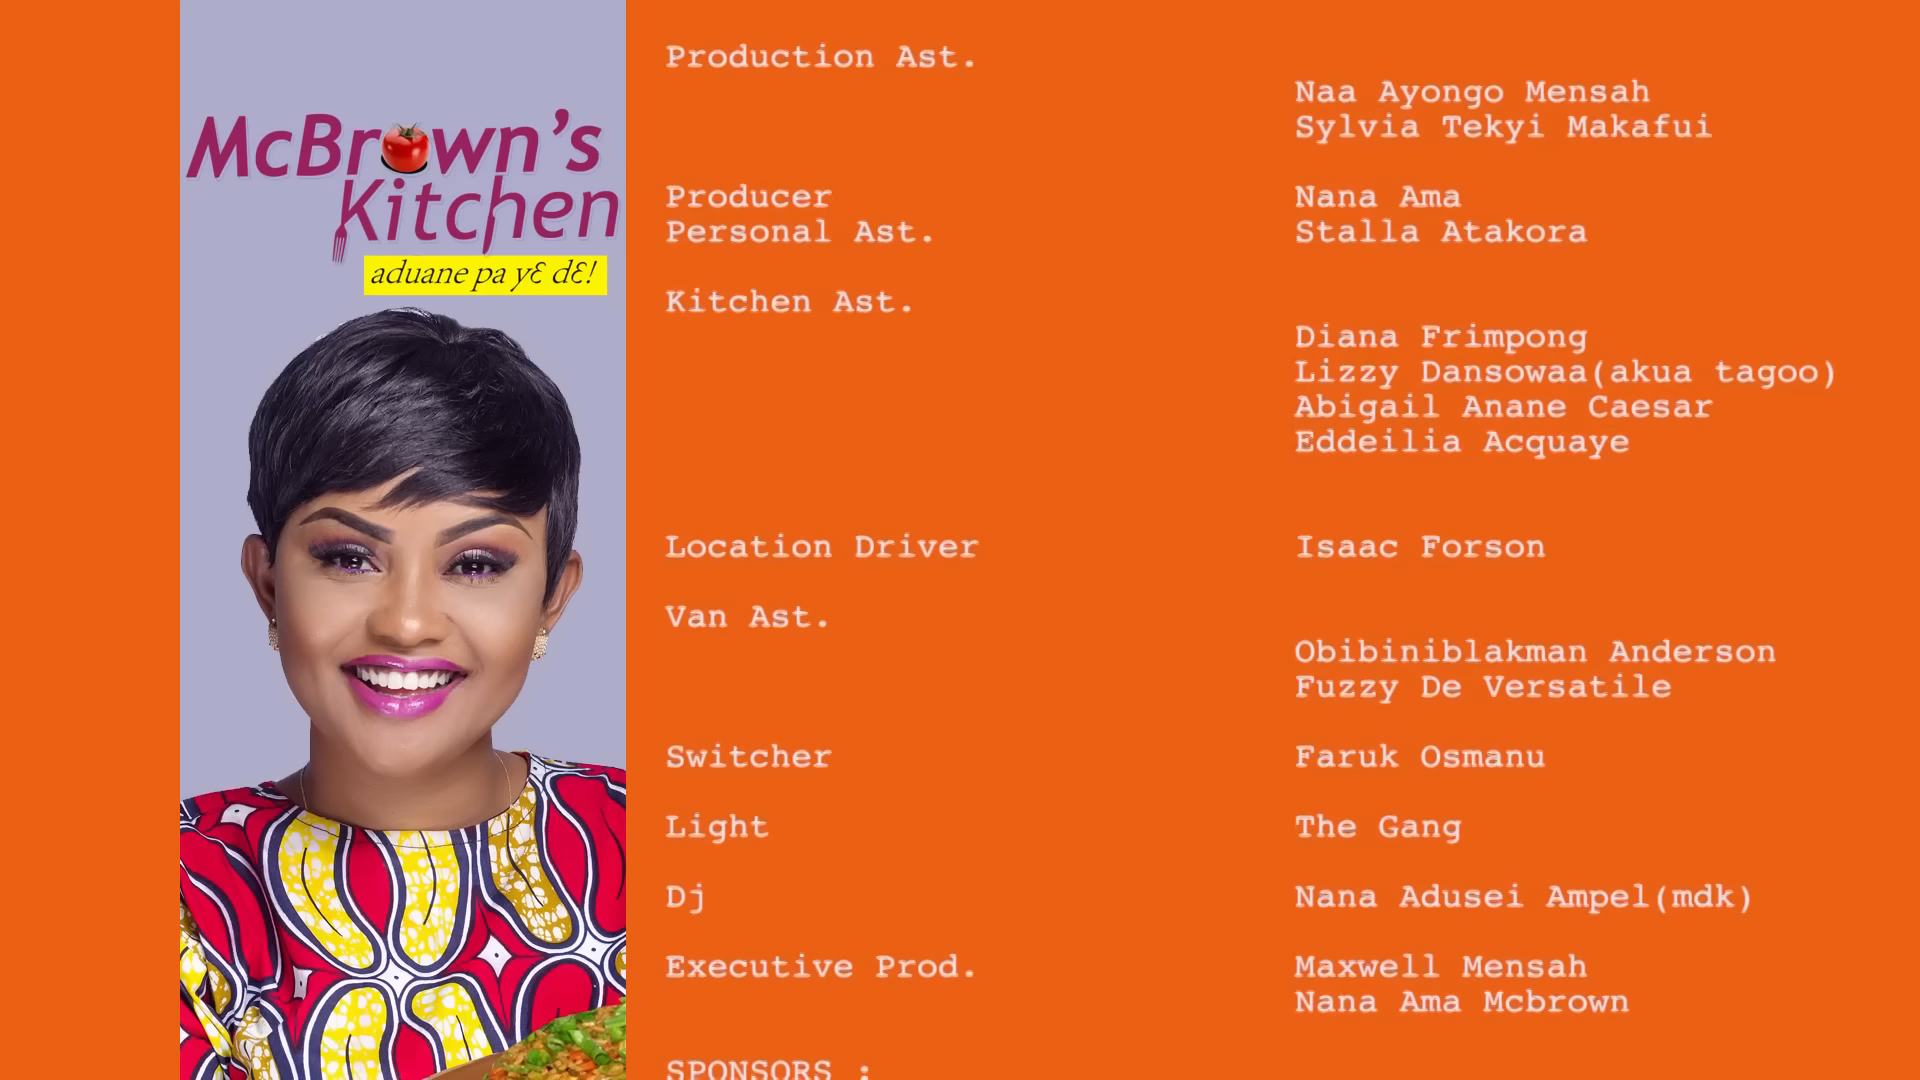 McBrown's
Kitchen
aduane pa yɛ dɛ!
Production Ast.
Naa Ayongo Mensah
Sylvia Tekyi Makafui
Producer Nana Ama
Personal Ast. Stalla Atakora
Kitchen Ast.
Diana Frimpong
Lizzy Dansowaa(akua tagoo)
Abigail Anane Caesar
Eddeilia Acquaye
Location Driver Isaac Forson
Van Ast.
Obibiniblakman Anderson
Fuzzy De Versatile
Switcher Faruk Osmanu
Light The Gang
Dj Nana Adusei Ampel(mdk)
Executive Prod. Maxwell Mensah
Nana Ama Mcbrown
SPONSORS :